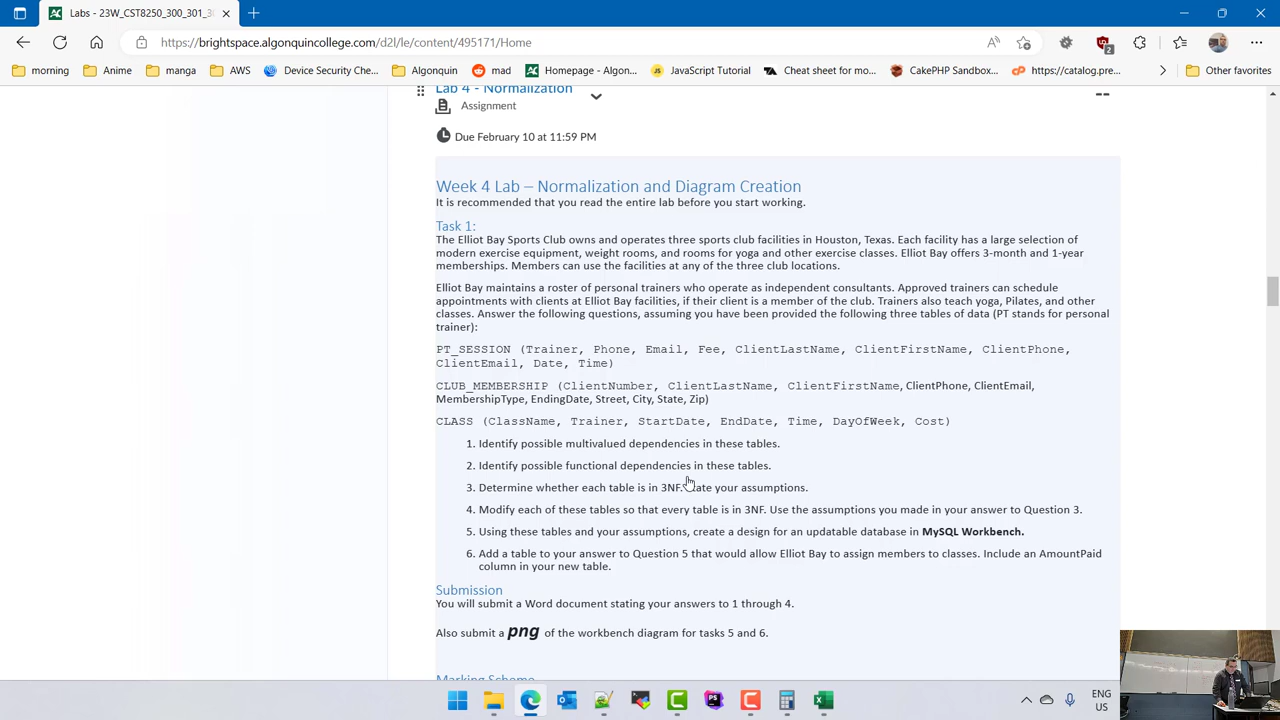 Labs - 23W_CST8250_300_301_3
https://brightspace.algonquincollege.com/d2l/le/content/495171/Home
2
morning
Anime
manga
AWS
Device Security Che...
Algonquin
mad
Homepage - Algon...
JavaScript Tutorial
Cheat sheet for mo...
CakePHP Sandbox...
https://catalog.pre...
Other favorites
Lab 4 - Normalization
Assignment
Due February 10 at 11:59 PM
Week 4 Lab – Normalization and Diagram Creation
It is recommended that you read the entire lab before you start working.
Task 1:
The Elliot Bay Sports Club owns and operates three sports club facilities in Houston, Texas. Each facility has a large selection of
modern exercise equipment, weight rooms, and rooms for yoga and other exercise classes. Elliot Bay offers 3-month and 1-year
memberships. Members can use the facilities at any of the three club locations.
Elliot Bay maintains a roster of personal trainers who operate as independent consultants. Approved trainers can schedule
appointments with clients at Elliot Bay facilities, if their client is a member of the club. Trainers also teach yoga, Pilates, and other
classes. Answer the following questions, assuming you have been provided the following three tables of data (PT stands for personal
trainer):
PT_SESSION (Trainer, Phone, Email, Fee, ClientLastName, ClientFirstName, ClientPhone,
ClientEmail, Date, Time)
CLUB_MEMBERSHIP (ClientNumber, ClientLastName, ClientFirstName, ClientPhone, ClientEmail,
MembershipType, EndingDate, Street, City, State, Zip)
CLASS (ClassName, Trainer, StartDate, EndDate, Time, DayOfWeek, Cost)
1. Identify possible multivalued dependencies in these tables.
2. Identify possible functional dependencies in these tables.
3. Determine whether each table is in 3NF. State your assumptions.
4. Modify each of these tables so that every table is in 3NF. Use the assumptions you made in your answer to Question 3.
5. Using these tables and your assumptions, create a design for an updatable database in MySQL Workbench.
6. Add a table to your answer to Question 5 that would allow Elliot Bay to assign members to classes. Include an AmountPaid
column in your new table.
Submission
You will submit a Word document stating your answers to 1 through 4.
Also submit a png of the workbench diagram for tasks 5 and 6.
Marking Scheme
ENG
US